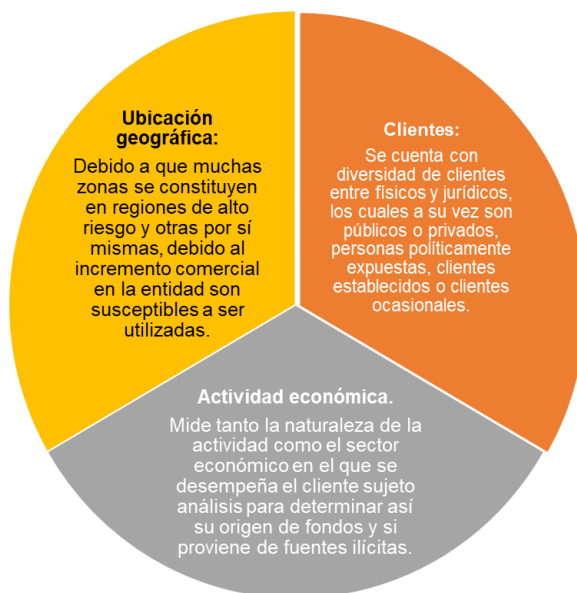 Ubicación
geográfica:
Debido a que muchas
zonas se constituyen
en regiones de alto
riesgo y otras por sí
mismas, debido al
incremento comercial
en la entidad son
susceptibles a ser
utilizadas.
Clientes:
Se cuenta con
diversidad de clientes
entre físicos y jurídicos,
los cuales a su vez son
públicos o privados,
personas políticamente
expuestas, clientes
establecidos o clientes
ocasionales.
Actividad económica.
Mide tanto la naturaleza de la
actividad como el sector
económico en el que se
desempeña el cliente sujeto
análisis para determinar así
su origen de fondos y si
proviene de fuentes ilícitas.